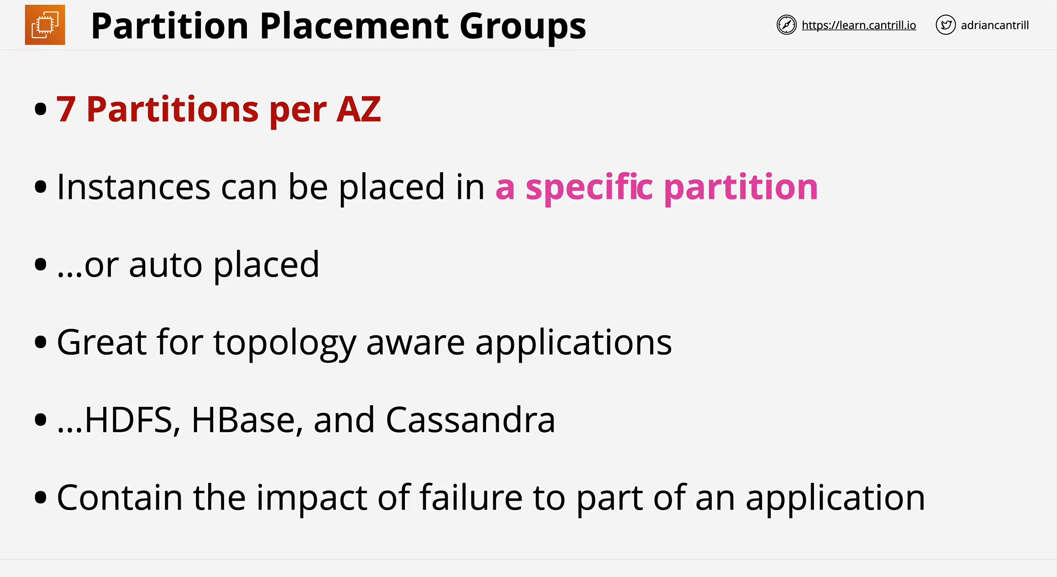 Partition Placement Groups
https://learn.cantrill.io
adriancantrill
• 7 Partitions per AZ
• Instances can be placed in a specific partition
• ...or auto placed
• Great for topology aware applications
• ...HDFS, HBase, and Cassandra
• Contain the impact of failure to part of an application